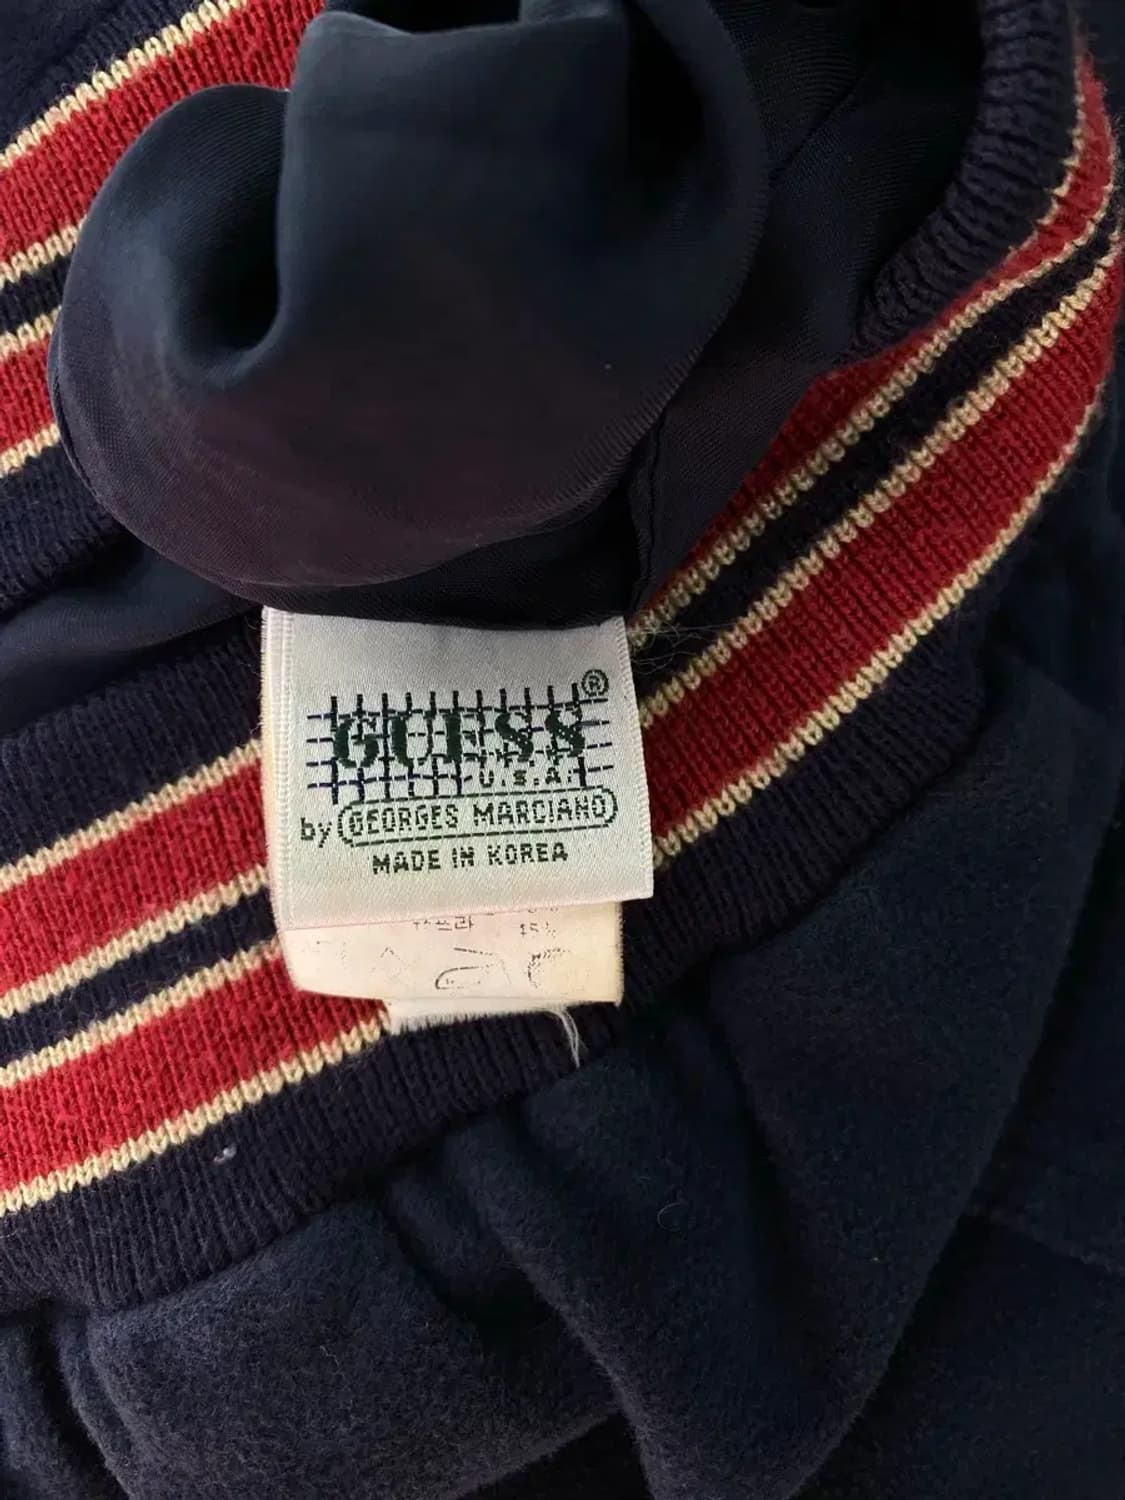 GUESS®
U.S.A.
by GEORGES MARCIANO
MADE IN KOREA